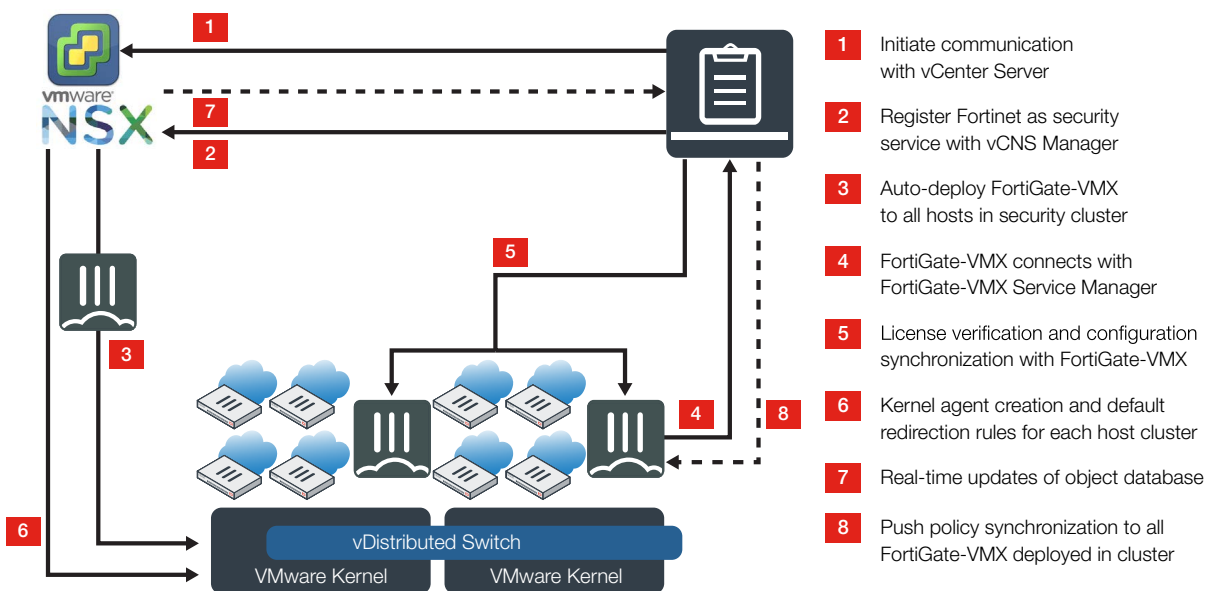 1
vmware
NSX
7
2
5
3
4
8
6
vDistributed Switch
VMware Kernel
VMware Kernel
1 Initiate communication
with vCenter Server
2 Register Fortinet as security
service with vCNS Manager
3 Auto-deploy FortiGate-VMX
to all hosts in security cluster
4 FortiGate-VMX connects with
FortiGate-VMX Service Manager
5 License verification and configuration
synchronization with FortiGate-VMX
6 Kernel agent creation and default
redirection rules for each host cluster
7 Real-time updates of object database
8 Push policy synchronization to all
FortiGate-VMX deployed in cluster